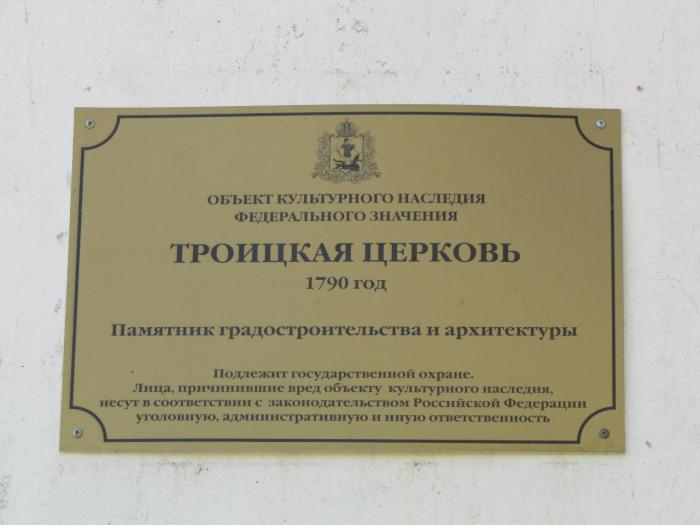 ОБЪЕКТ КУЛЬТУРНОГО НАСЛЕДИЯ
ФЕДЕРАЛЬНОГО ЗНАЧЕНИЯ
ТРОИЦКАЯ ЦЕРКОВЬ
1790 год
Памятник градостроительства и архитектуры
Подлежит государственной охране.
Лица, причинившие вред объекту культурного наследия,
несут в соответствии с законодательством Российской Федерации
уголовную, административную и иную ответственность